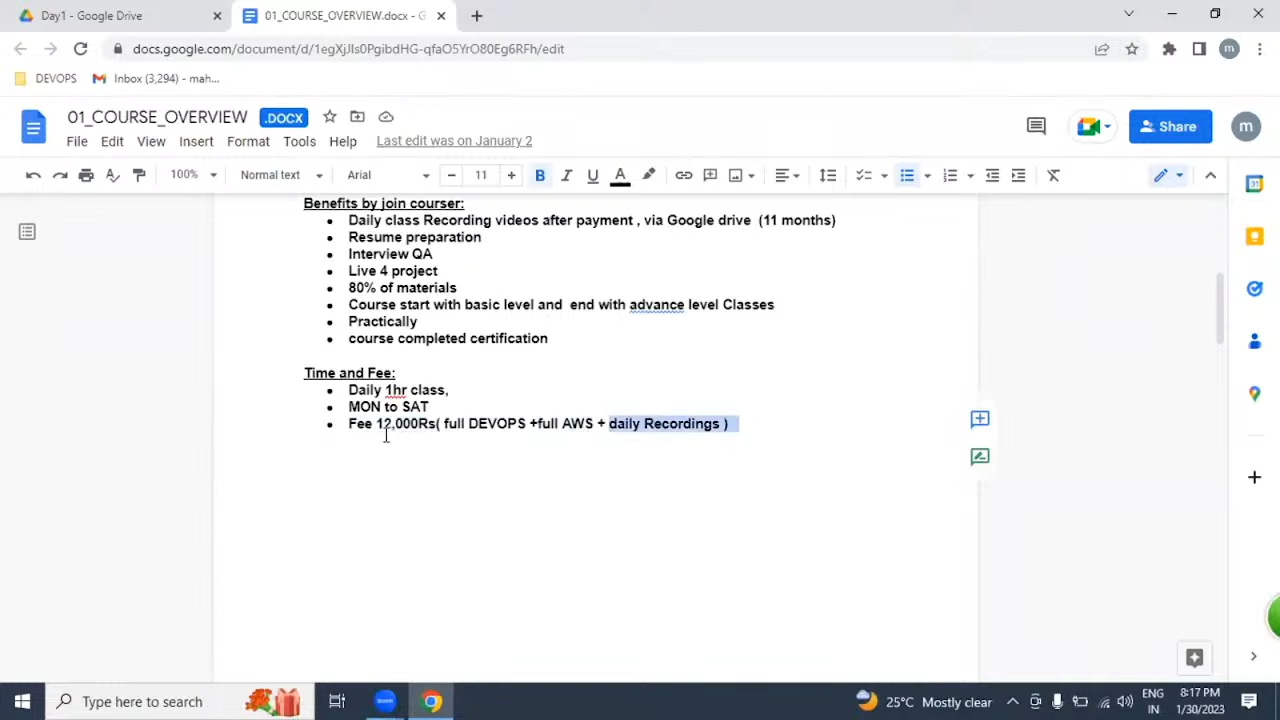 Day1 - Google Drive
01_COURSE_OVERVIEW.docx - G
docs.google.com/document/d/1egXjJIs0PgibdHG-qfaO5YrO80Eg6RFh/edit
m
DEVOPS
Inbox (3,294) - mah...
01_COURSE_OVERVIEW
.DOCX
File Edit View Insert Format Tools Help Last edit was on January 2
Share
m
100% Normal text Arial 11 B I U A
Benefits by join courser:
Daily class Recording videos after payment , via Google drive (11 months)
Resume preparation
Interview QA
Live 4 project
80% of materials
Course start with basic level and end with advance level Classes
Practically
course completed certification
Time and Fee:
Daily 1hr class,
MON to SAT
Fee 12,000Rs( full DEVOPS +full AWS + daily Recordings )
31
Type here to search
zoom
25°C Mostly clear
ENG
IN
8:17 PM
1/30/2023